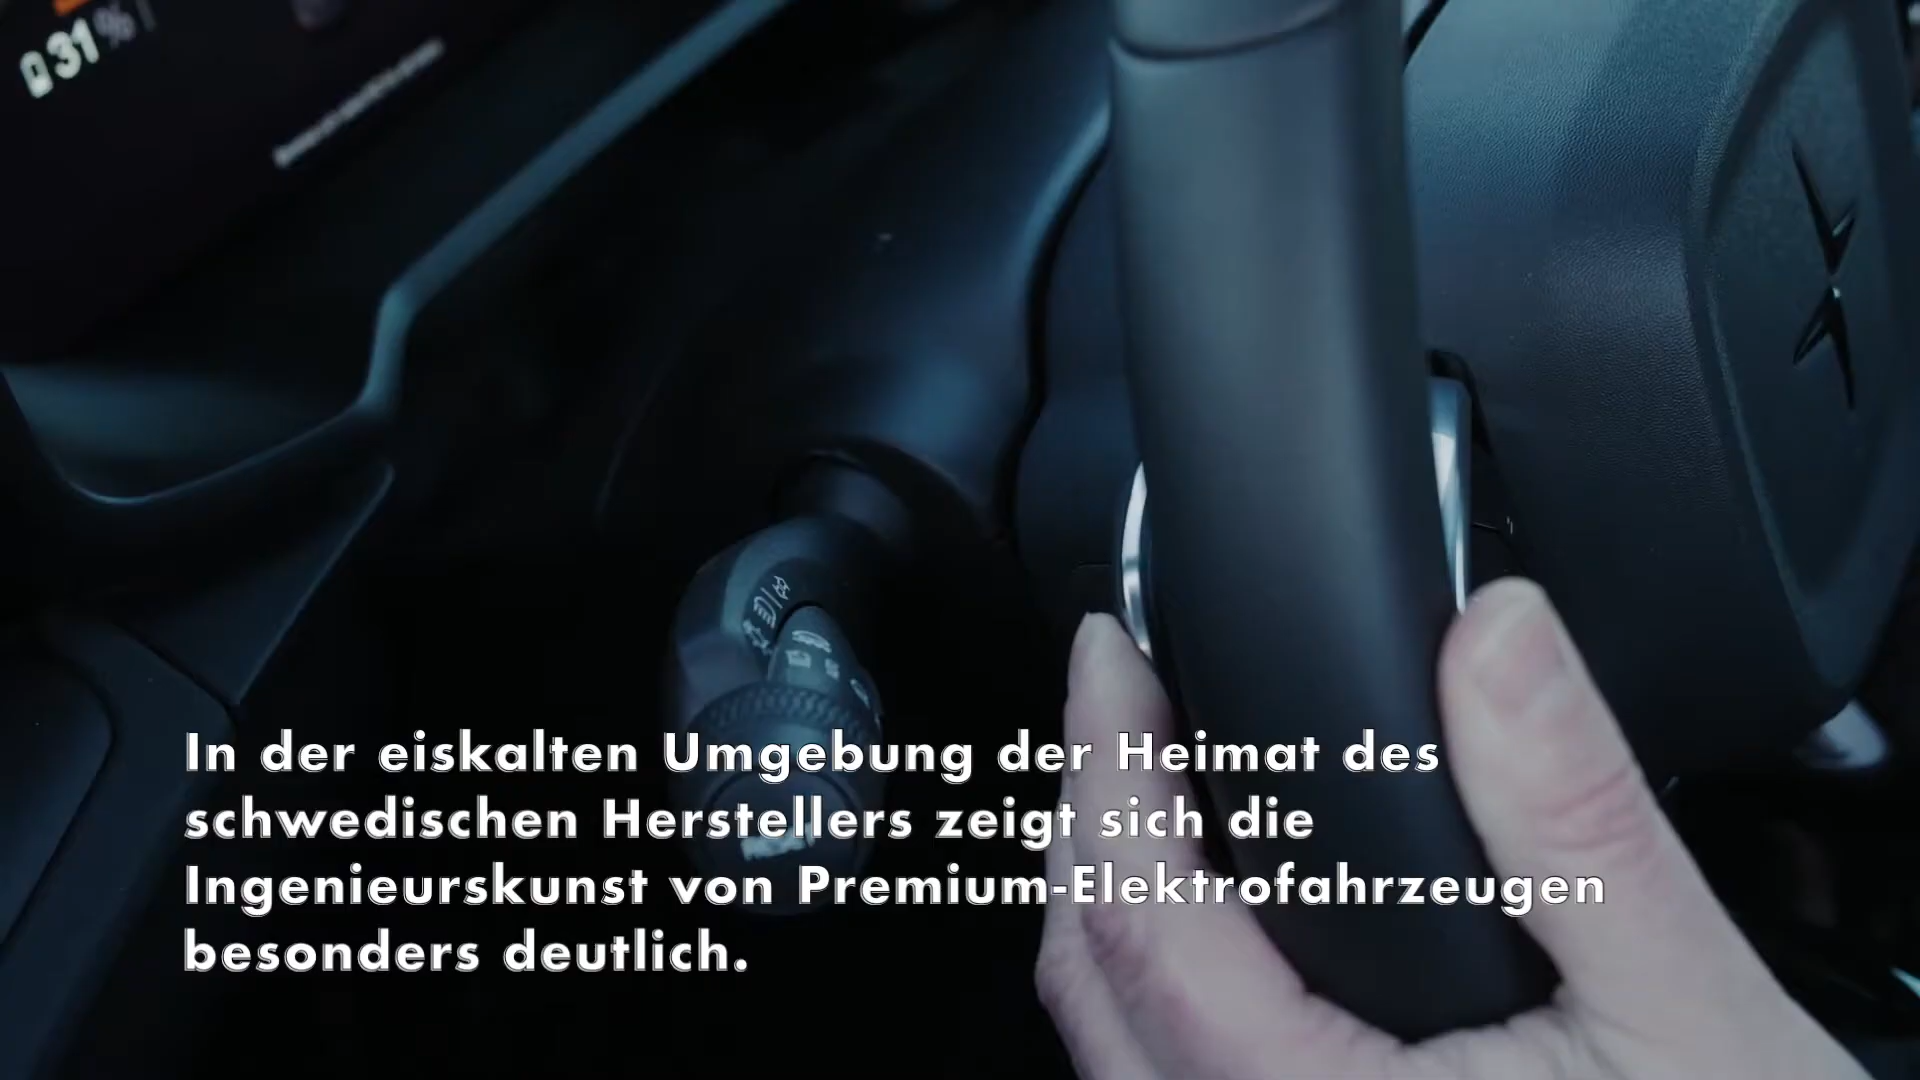 31%
In der eiskalten Umgebung der Heimat des
schwedischen Herstellers zeigt sich die
Ingenieurskunst von Premium-Elektrofahrzeugen
besonders deutlich.